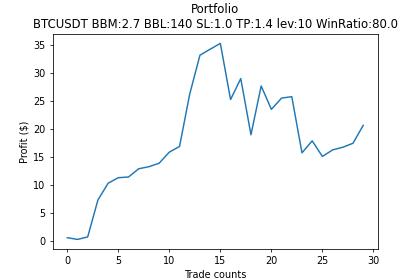 Portfolio
BTCUSDT BBM:2.7 BBL:140 SL:1.0 TP:1.4 lev:10 WinRatio:80.0
35
30
25
20
15
10
5
0
Profit ($)
0 5 10 15 20 25 30
Trade counts